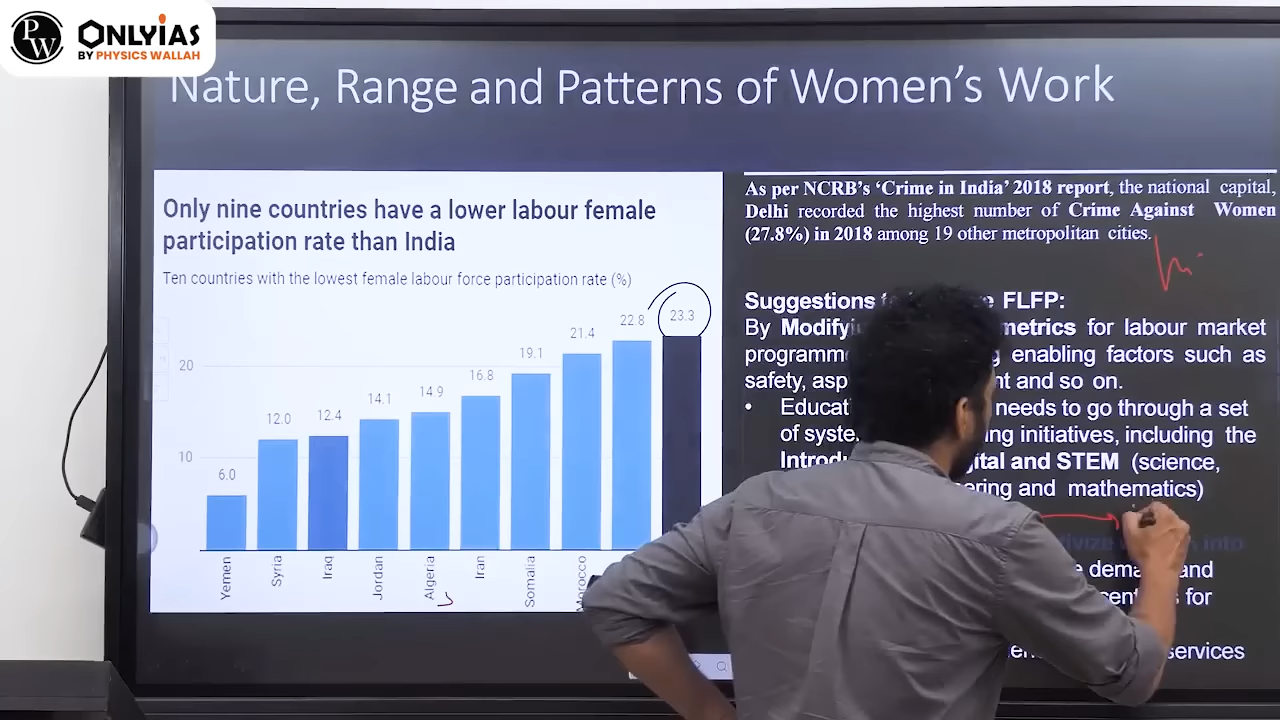 PW
ONLYIAS
BY PHYSICS WALLAH
Nature, Range and Patterns of Women's Work
Only nine countries have a lower labour female
participation rate than India
Ten countries with the lowest female labour force participation rate (%)
20
10
6.0
12.0
12.4
14.1
14.9
16.8
19.1
21.4
22.8
23.3
Yemen
Syria
Iraq
Jordan
Algeria
Iran
Somalia
Morocco
As per NCRB's 'Crime in India' 2018 report, the national capital,
Delhi recorded the highest number of Crime Against Women
(27.8%) in 2018 among 19 other metropolitan cities.
Suggestions FLFP:
By metrics for labour market
enabling factors such as
safety, and so on.
• needs to go through a set
of initiatives, including the
and STEM (science,
and mathematics)
into
and
for
services